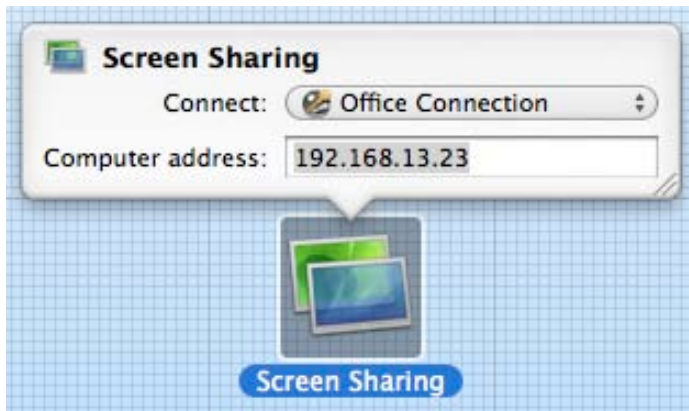 Screen Sharing
Connect: Office Connection
Computer address: 192.168.13.23
Screen Sharing